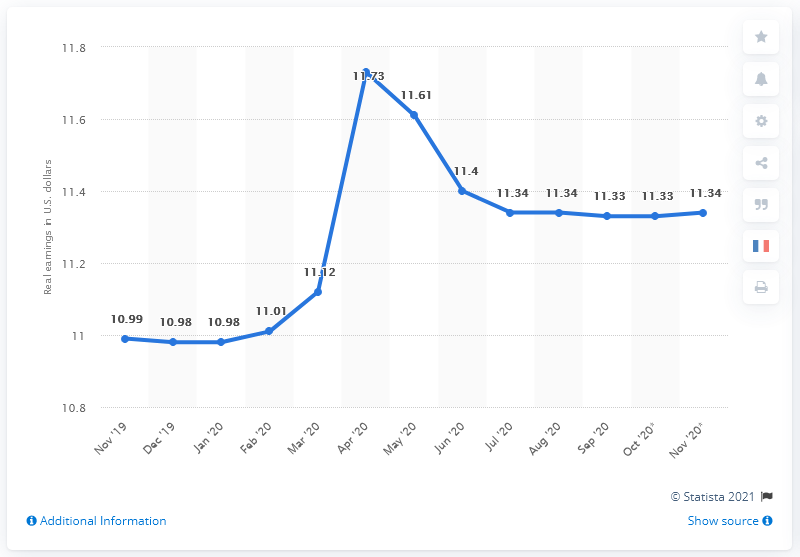 11.8
11.6
11.4
11.2
11
10.8
Real earnings in U.S. dollars
10.99
10.98
10.98
11.01
11.12
11.73
11.61
11.4
11.34
11.34
11.33
11.33
11.34
Nov '19
Dec '19
Jan '20
Feb '20
Mar '20
Apr '20
May '20
Jun '20
Jul '20
Aug '20
Sep '20
Oct '20*
Nov '20*
© Statista 2021
Additional Information
Show source